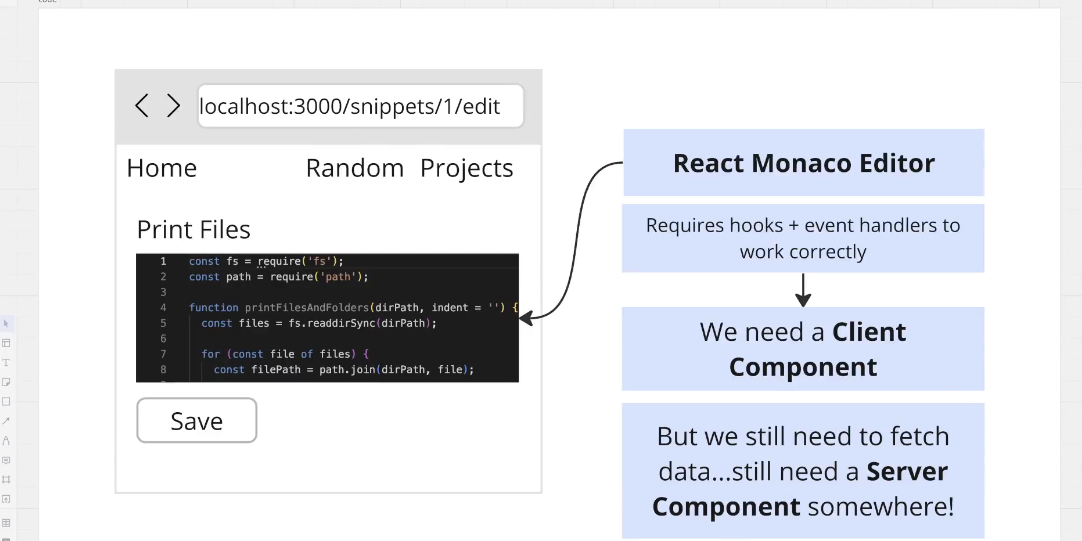 localhost:3000/snippets/1/edit
Home Random Projects
Print Files
1 const fs = require('fs');
2 const path = require('path');
3
4 function printFilesAndFolders(dirPath, indent = '') {
5 const files = fs.readdirSync(dirPath);
6
7 for (const file of files) {
8 const filePath = path.join(dirPath, file);
Save
React Monaco Editor
Requires hooks + event handlers to
work correctly
We need a Client
Component
But we still need to fetch
data...still need a Server
Component somewhere!